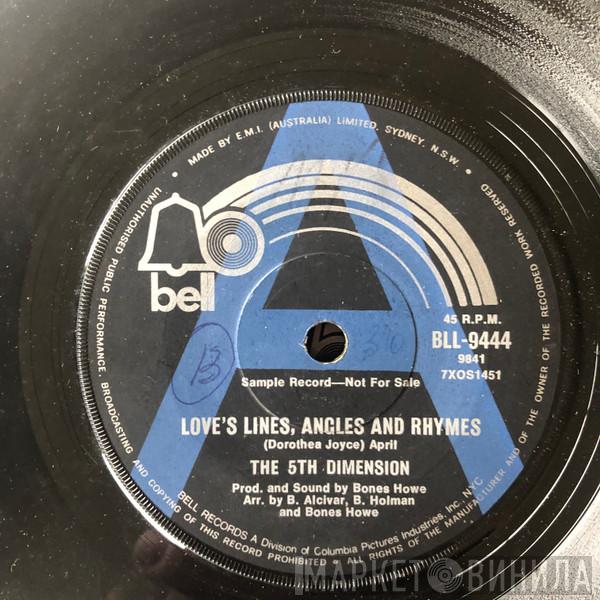 • MADE BY E.M.I. (AUSTRALIA) LIMITED, SYDNEY, N.S.W. •
UNAUTHORISED PUBLIC PERFORMANCE, BROADCASTING AND COPYING OF THIS RECORD PROHIBITED – ALL RIGHTS OF THE MANUFACTURER AND OF THE OWNER OF THE RECORDED WORK RESERVED
bell
A
45 R.P.M.
BLL-9444
9841
7XOS1451
13
Sample Record—Not For Sale
LOVE'S LINES, ANGLES AND RHYMES
(Dorothea Joyce) April
THE 5TH DIMENSION
Prod. and Sound by Bones Howe
Arr. by B. Alcivar, B. Holman
and Bones Howe
BELL RECORDS A Division of Columbia Pictures Industries, Inc. NYC
МАРКЕТ ВИНИЛА